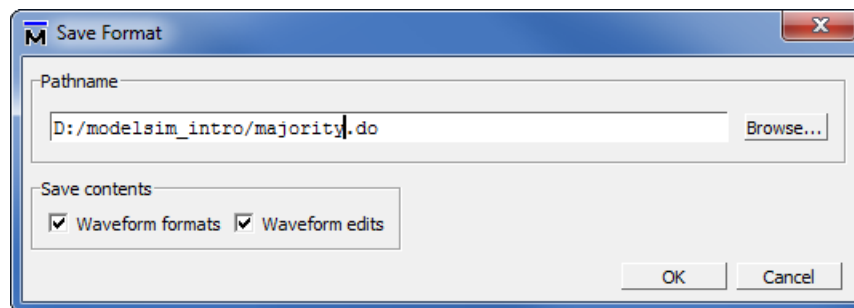 M Save Format
Pathname
D:/modelsim_intro/majority.do
Browse...
Save contents
Waveform formats Waveform edits
OK Cancel